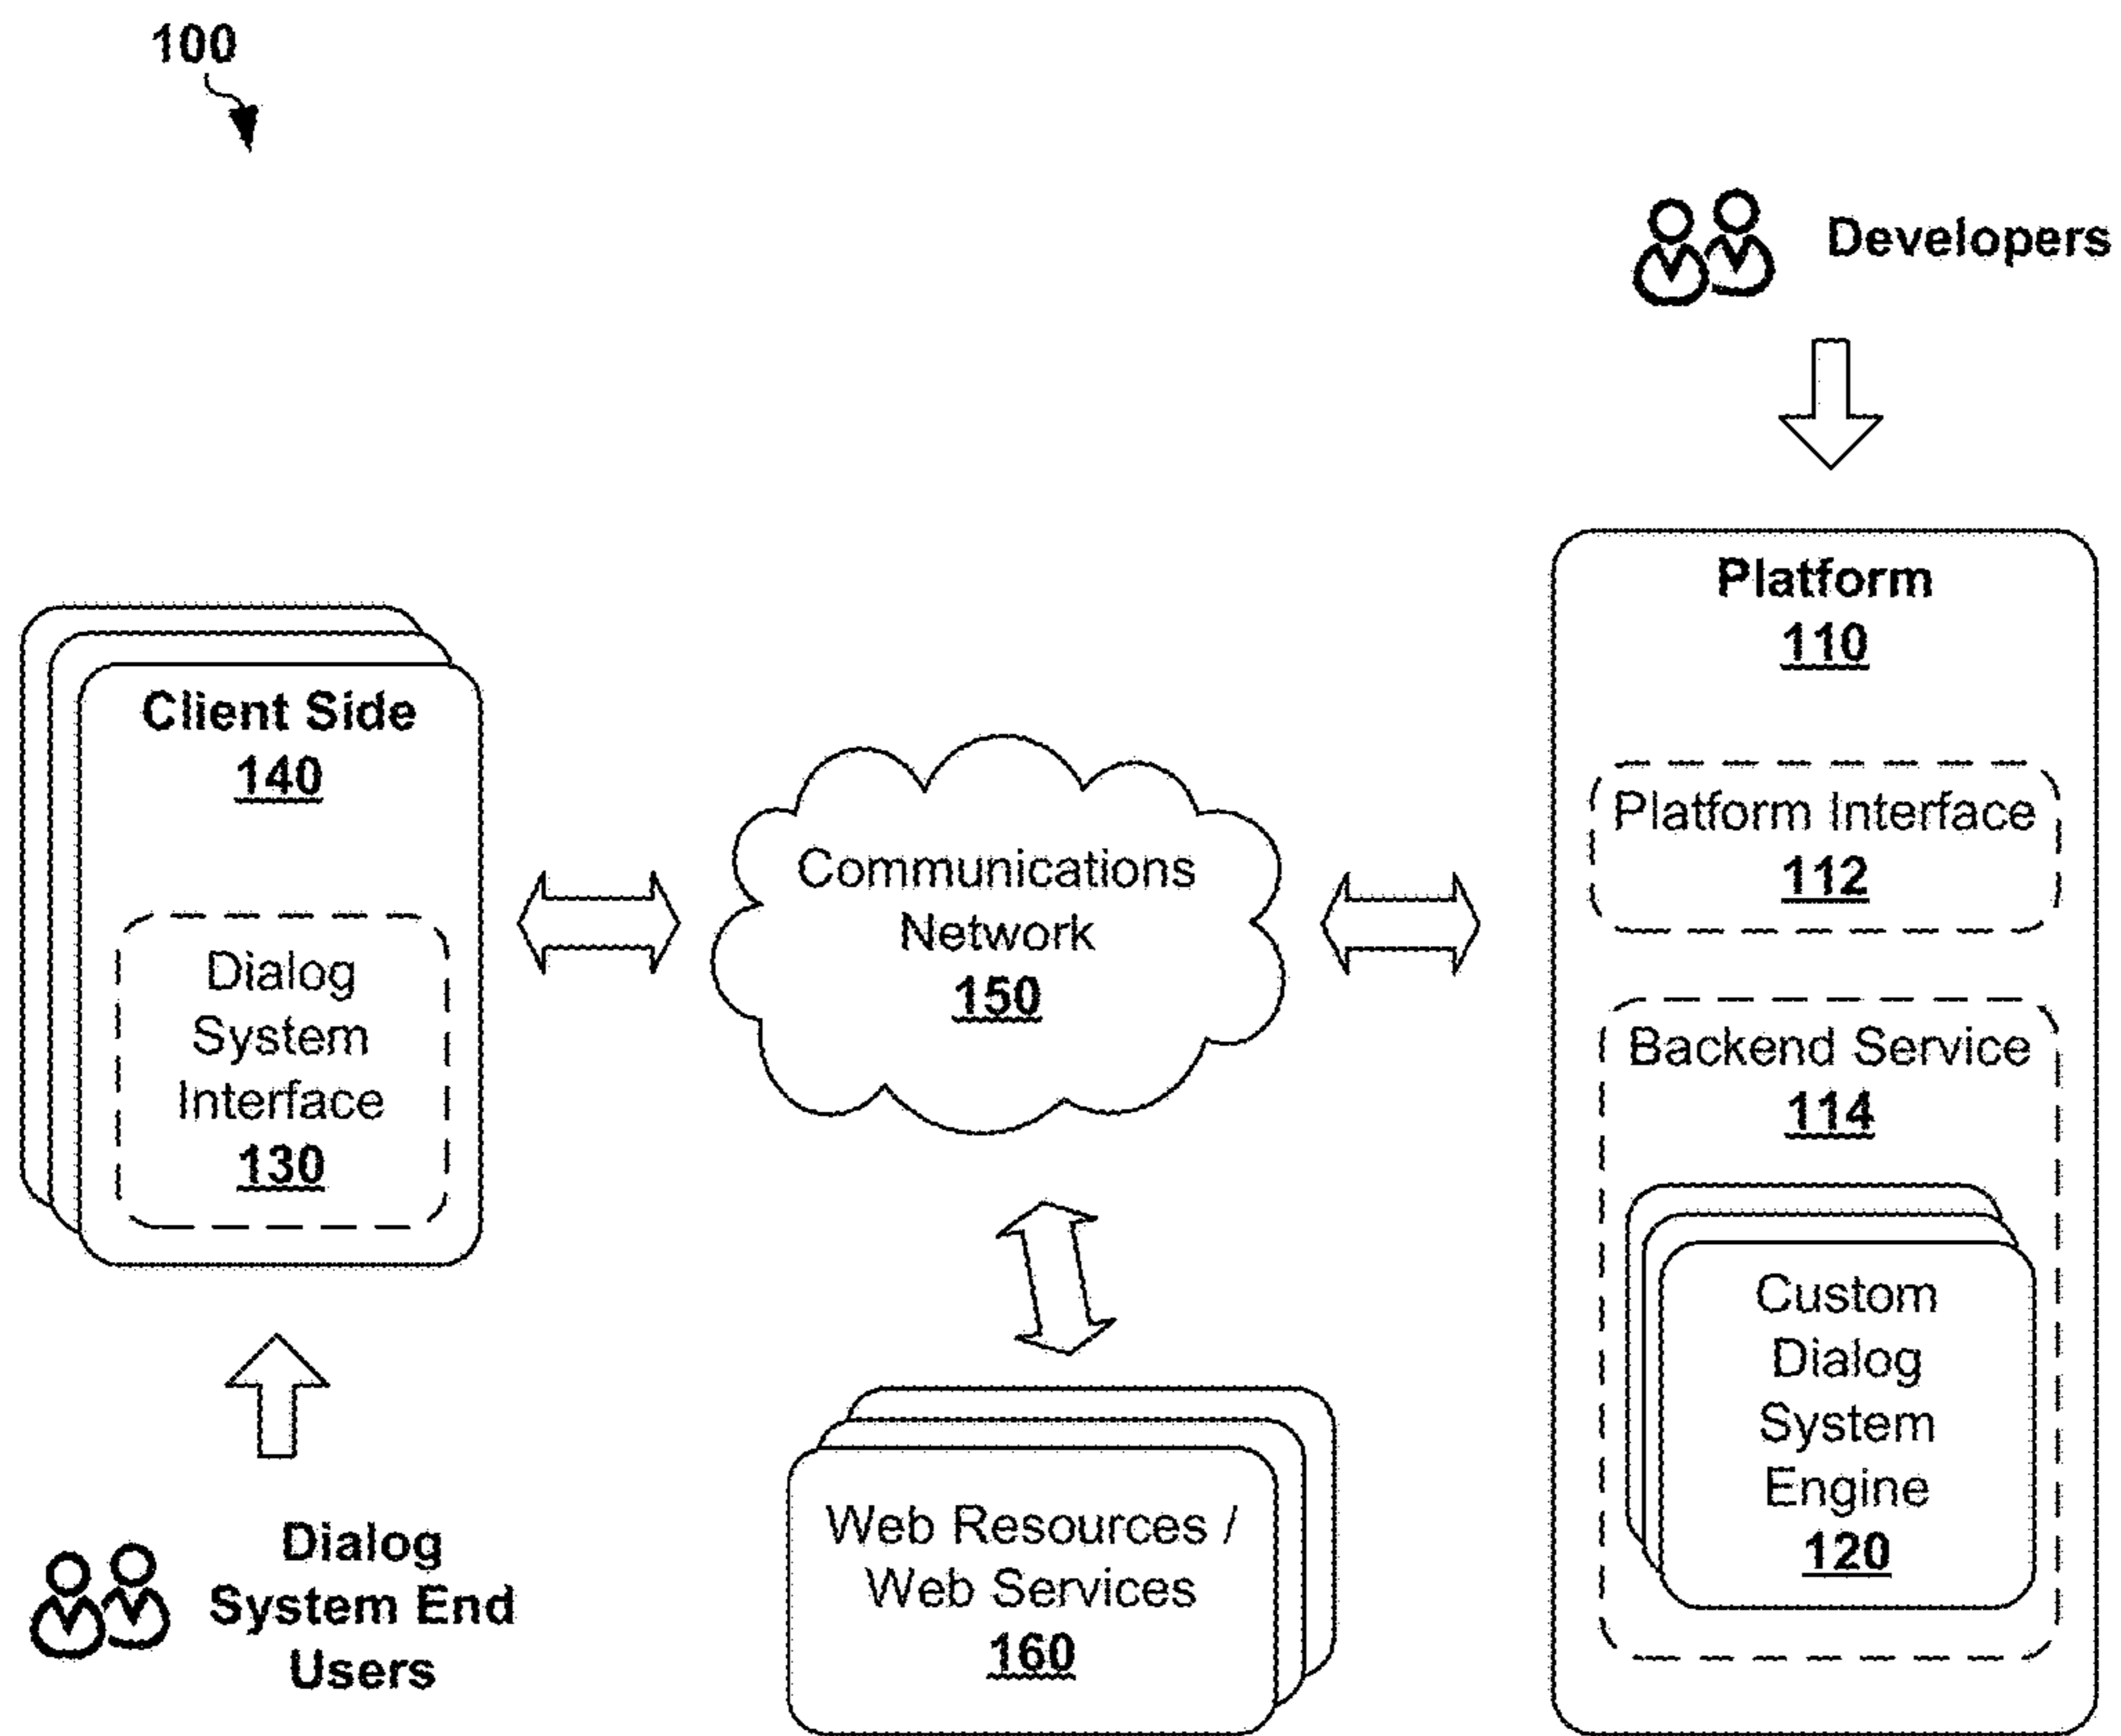 100
Developers
Platform
110
Platform Interface
112
Backend Service
114
Custom
Dialog
System
Engine
120
Client Side
140
Dialog
System
Interface
130
Communications
Network
150
Web Resources /
Web Services
160
Dialog
System End
Users